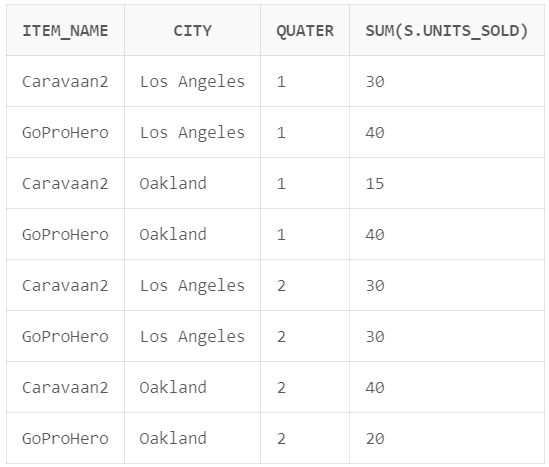 ITEM_NAME CITY QUATER SUM(S.UNITS_SOLD)
Caravaan2 Los Angeles 1 30
GoProHero Los Angeles 1 40
Caravaan2 Oakland 1 15
GoProHero Oakland 1 40
Caravaan2 Los Angeles 2 30
GoProHero Los Angeles 2 30
Caravaan2 Oakland 2 40
GoProHero Oakland 2 20